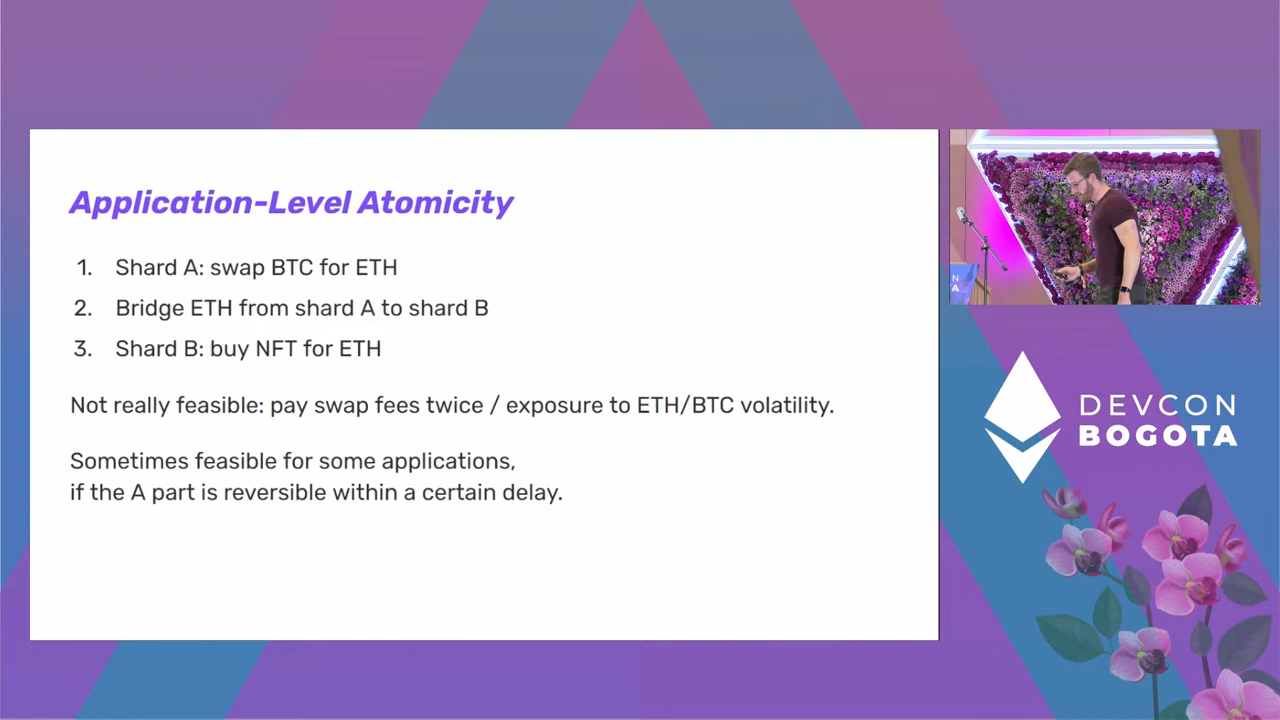 Application-Level Atomicity
1. Shard A: swap BTC for ETH
2. Bridge ETH from shard A to shard B
3. Shard B: buy NFT for ETH
Not really feasible: pay swap fees twice / exposure to ETH/BTC volatility.
Sometimes feasible for some applications,
if the A part is reversible within a certain delay.
N
A
DEVCON
BOGOTA